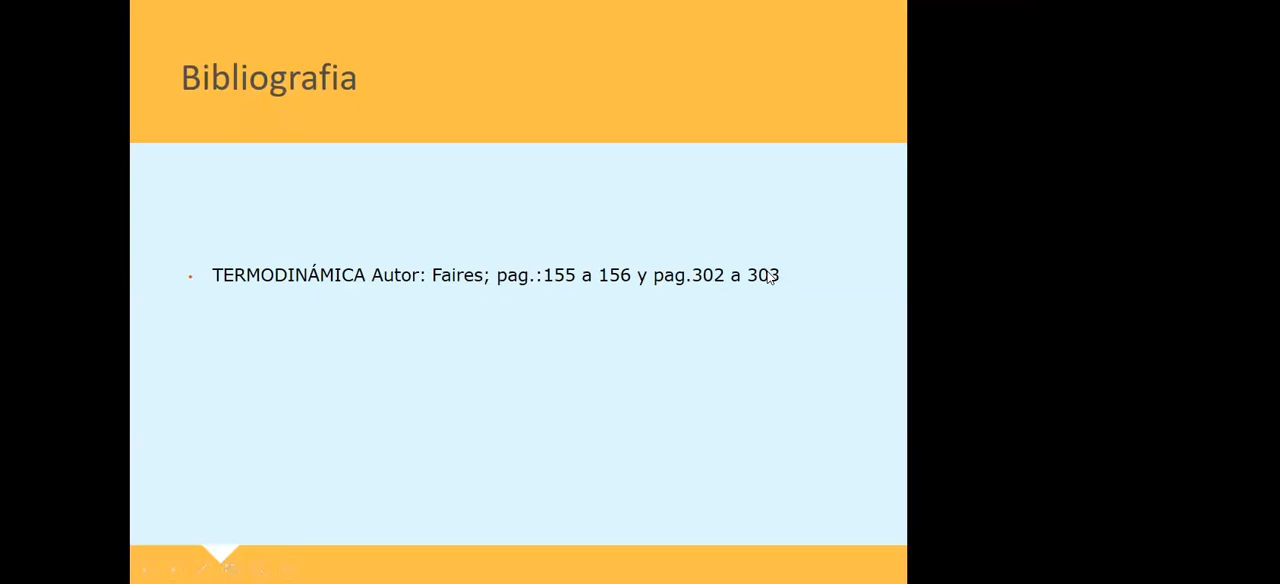 Bibliografia
TERMODINÁMICA Autor: Faires; pag.:155 a 156 y pag.302 a 303